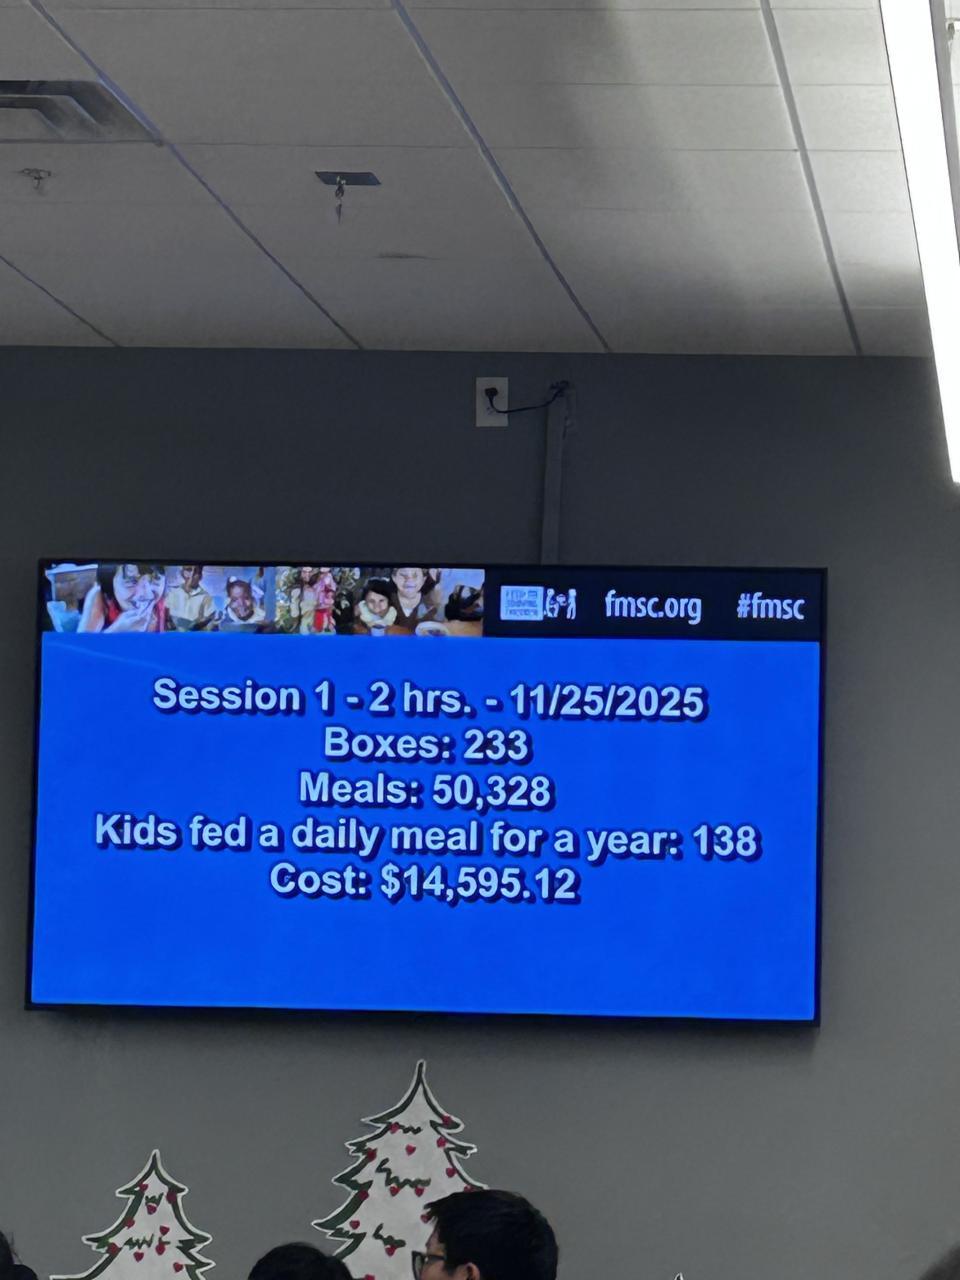 fmsc.org #fmsc
Session 1 - 2 hrs. - 11/25/2025
Boxes: 233
Meals: 50,328
Kids fed a daily meal for a year: 138
Cost: $14,595.12